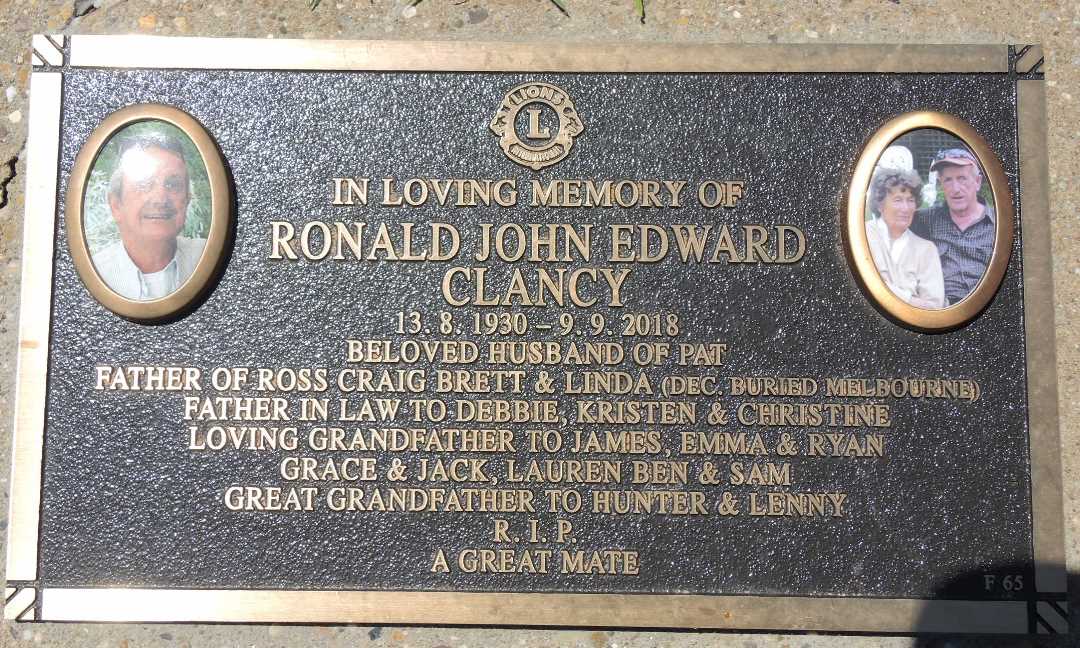 LIONS
L
INTERNATIONAL
IN LOVING MEMORY OF
RONALD JOHN EDWARD
CLANCY
13. 8. 1930 – 9. 9. 2018
BELOVED HUSBAND OF PAT
FATHER OF ROSS CRAIG BRETT & LINDA (DEC. BURIED MELBOURNE)
FATHER IN LAW TO DEBBIE, KRISTEN & CHRISTINE
LOVING GRANDFATHER TO JAMES, EMMA & RYAN
GRACE & JACK, LAUREN BEN & SAM
GREAT GRANDFATHER TO HUNTER & LENNY
R. I. P.
A GREAT MATE
F 65